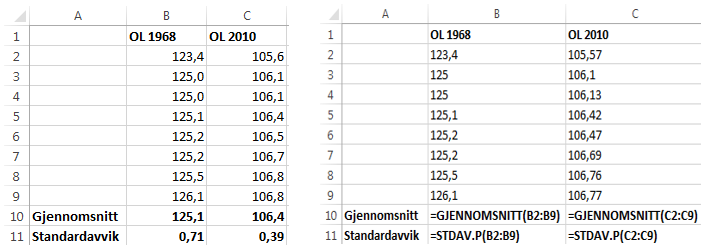 A B C
1 OL 1968 OL 2010
2 123,4 105,6
3 125,0 106,1
4 125,0 106,1
5 125,1 106,4
6 125,2 106,5
7 125,2 106,7
8 125,5 106,8
9 126,1 106,8
10 Gjennomsnitt 125,1 106,4
11 Standardavvik 0,71 0,39
A B C
1 OL 1968 OL 2010
2 123,4 105,57
3 125 106,1
4 125 106,13
5 125,1 106,42
6 125,2 106,47
7 125,2 106,69
8 125,5 106,76
9 126,1 106,77
10 Gjennomsnitt =GJENNOMSNITT(B2:B9) =GJENNOMSNITT(C2:C9)
11 Standardavvik =STDAV.P(B2:B9) =STDAV.P(C2:C9)